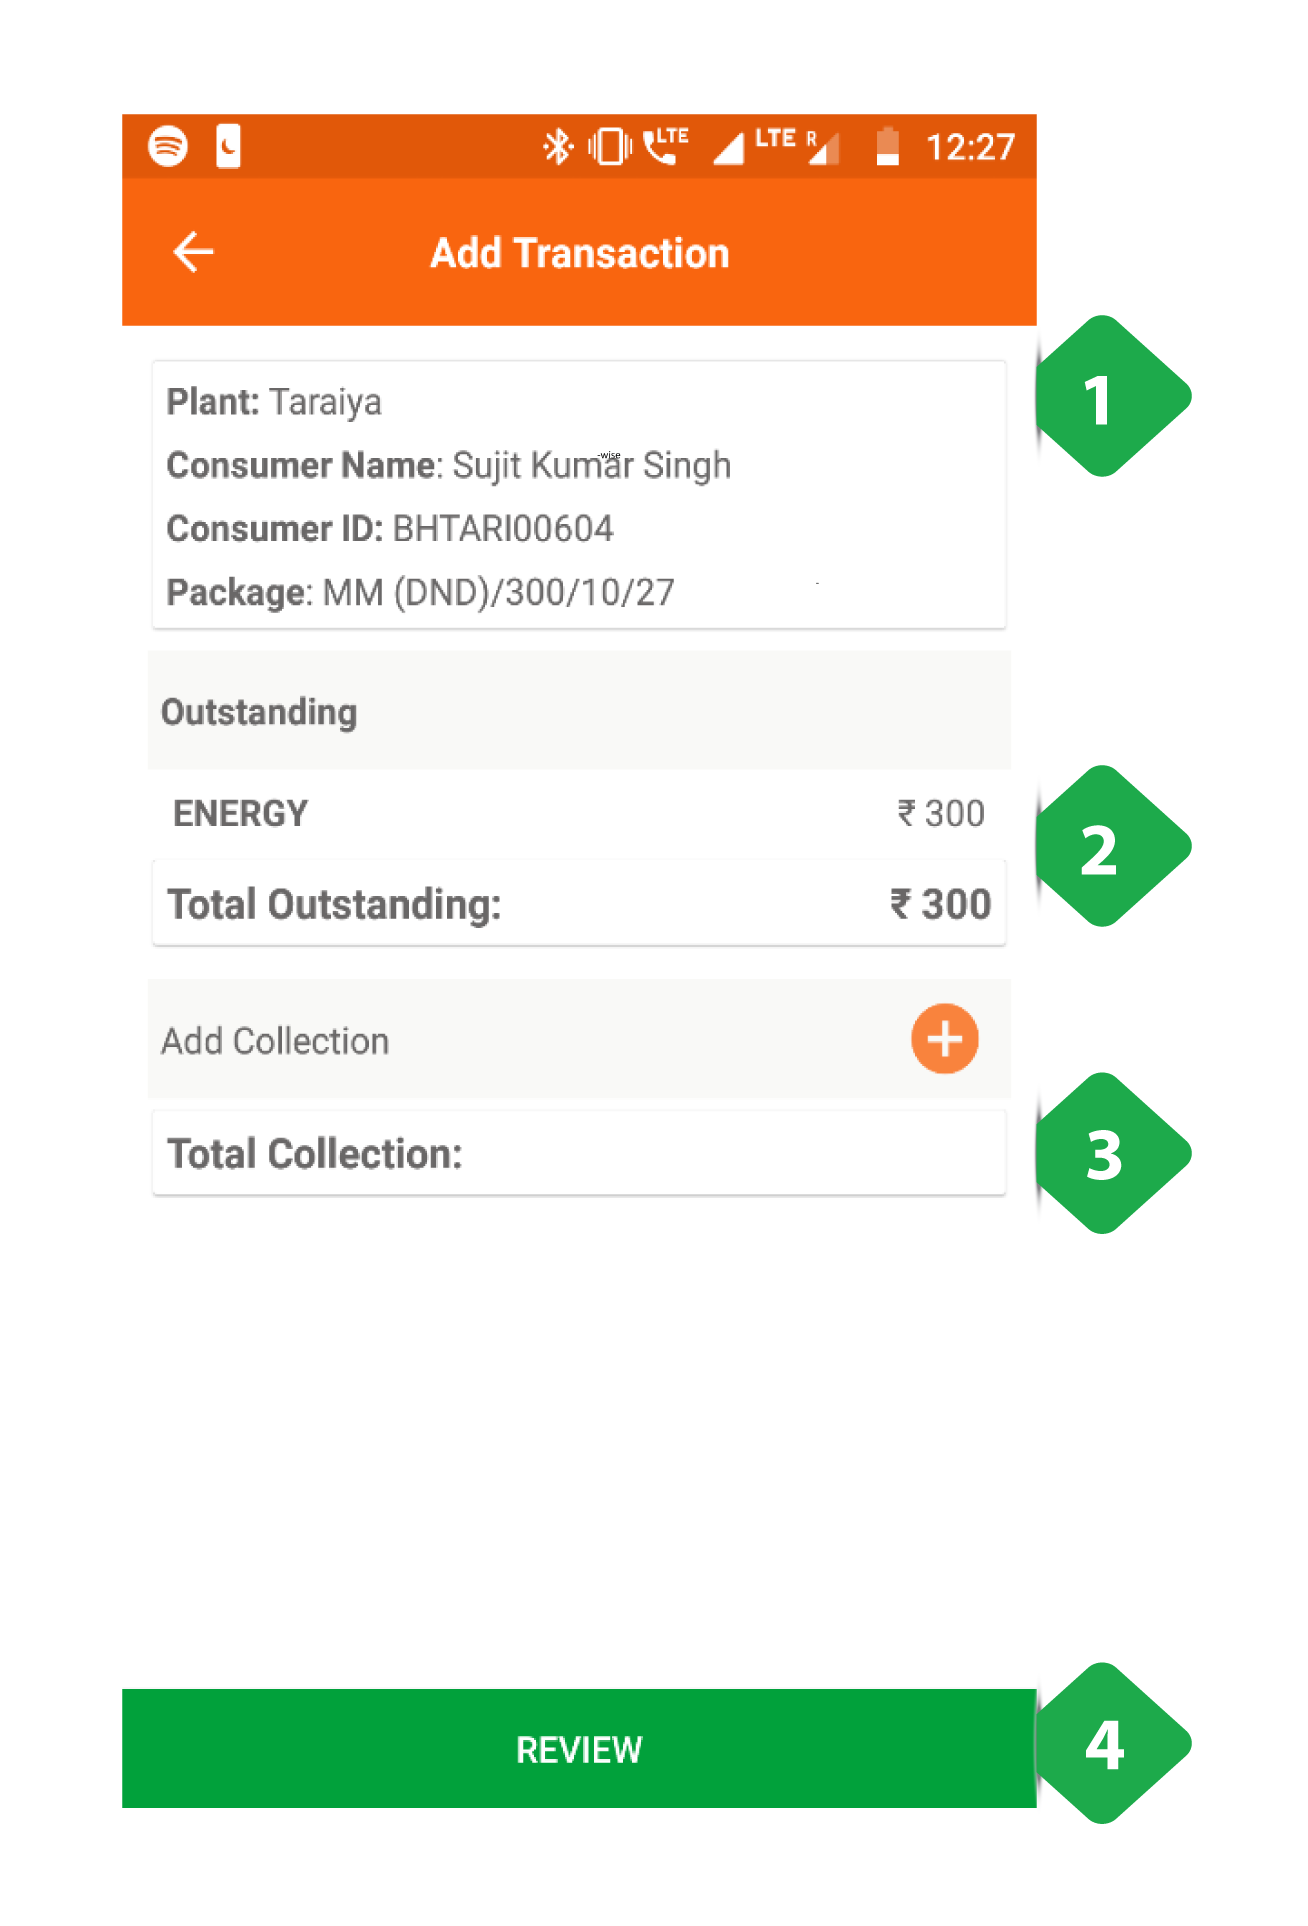 LTE LTE R 12:27
Add Transaction
1
Plant: Taraiya
-wise
Consumer Name: Sujit Kumar Singh
Consumer ID: BHTARI00604
Package: MM (DND)/300/10/27
Outstanding
ENERGY ₹ 300
2
Total Outstanding: ₹ 300
Add Collection
Total Collection:
3
REVIEW
4